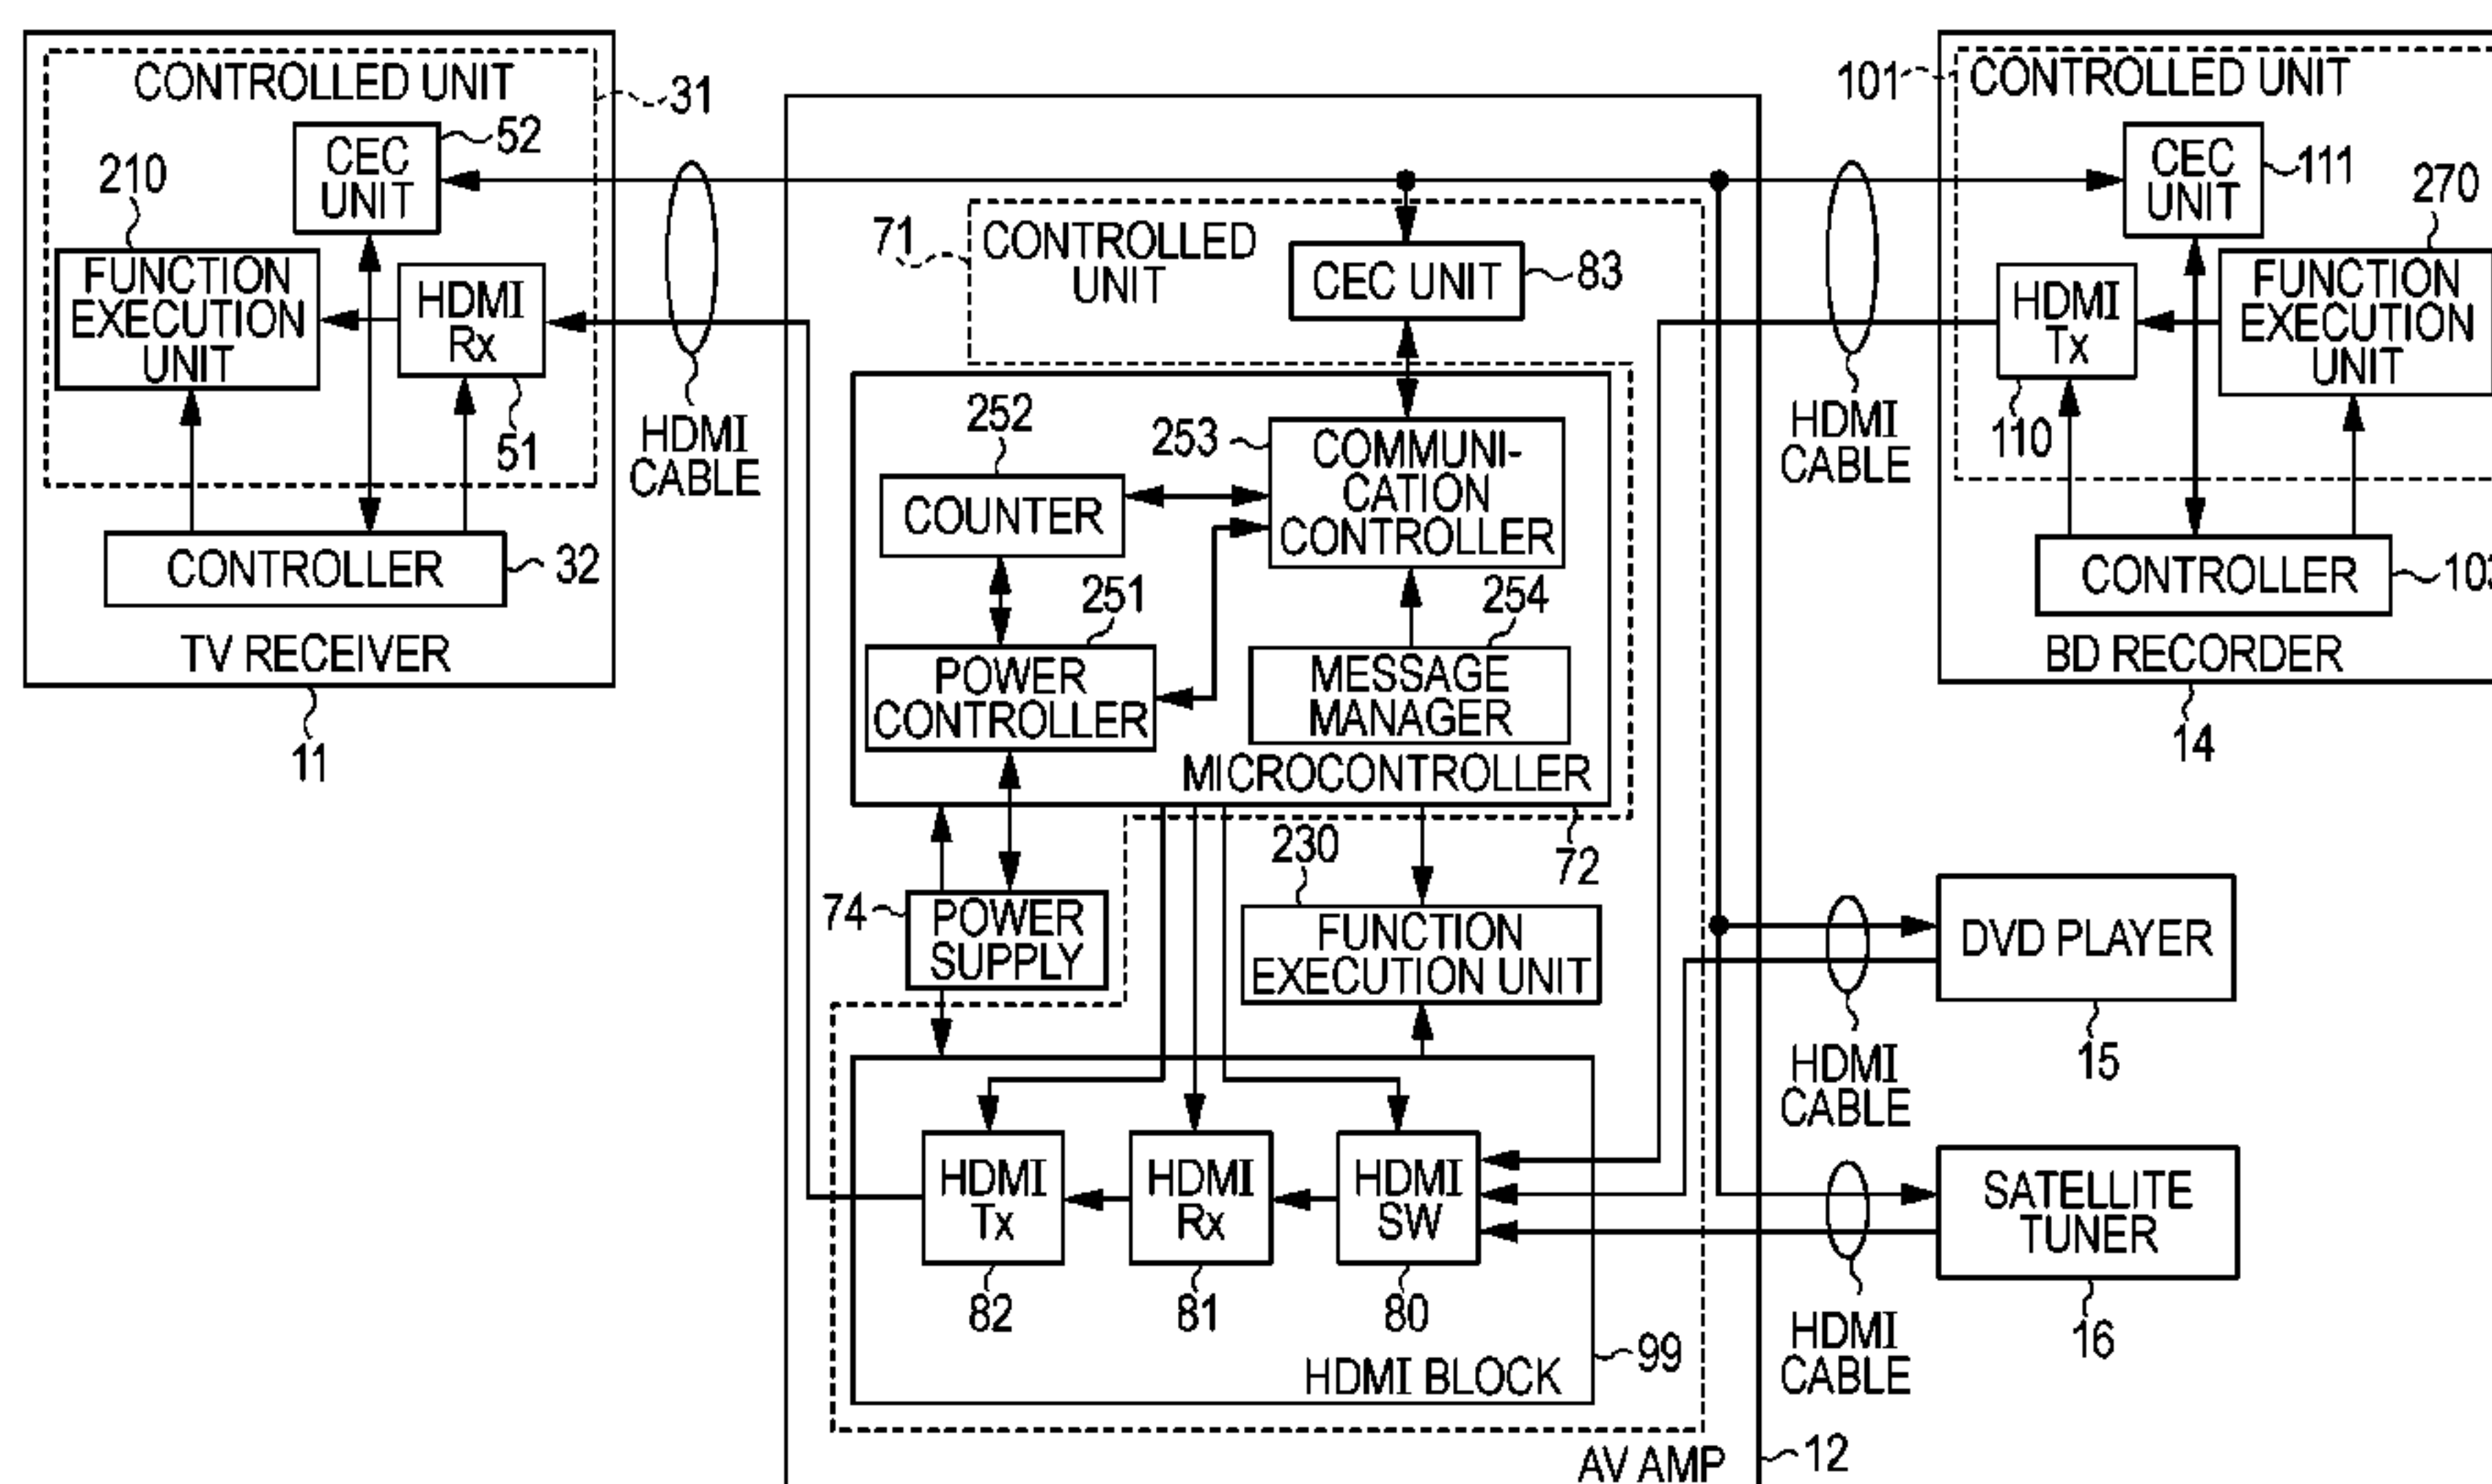 CONTROLLED UNIT
31
CEC
UNIT
52
210
FUNCTION
EXECUTION
UNIT
HDMI
Rx
51
CONTROLLER
32
TV RECEIVER
11
HDMI
CABLE
71
CONTROLLED
UNIT
CEC UNIT
83
252
COUNTER
253
COMMUNI-
CATION
CONTROLLER
251
POWER
CONTROLLER
254
MESSAGE
MANAGER
MICROCONTROLLER
72
74
POWER
SUPPLY
230
FUNCTION
EXECUTION UNIT
HDMI
Tx
82
HDMI
Rx
81
HDMI
SW
80
HDMI BLOCK
99
AV AMP
12
HDMI
CABLE
101
CONTROLLED UNIT
CEC
UNIT
111
270
HDMI
Tx
110
FUNCTION
EXECUTION
UNIT
CONTROLLER
BD RECORDER
14
DVD PLAYER
15
HDMI
CABLE
SATELLITE
TUNER
16
HDMI
CABLE